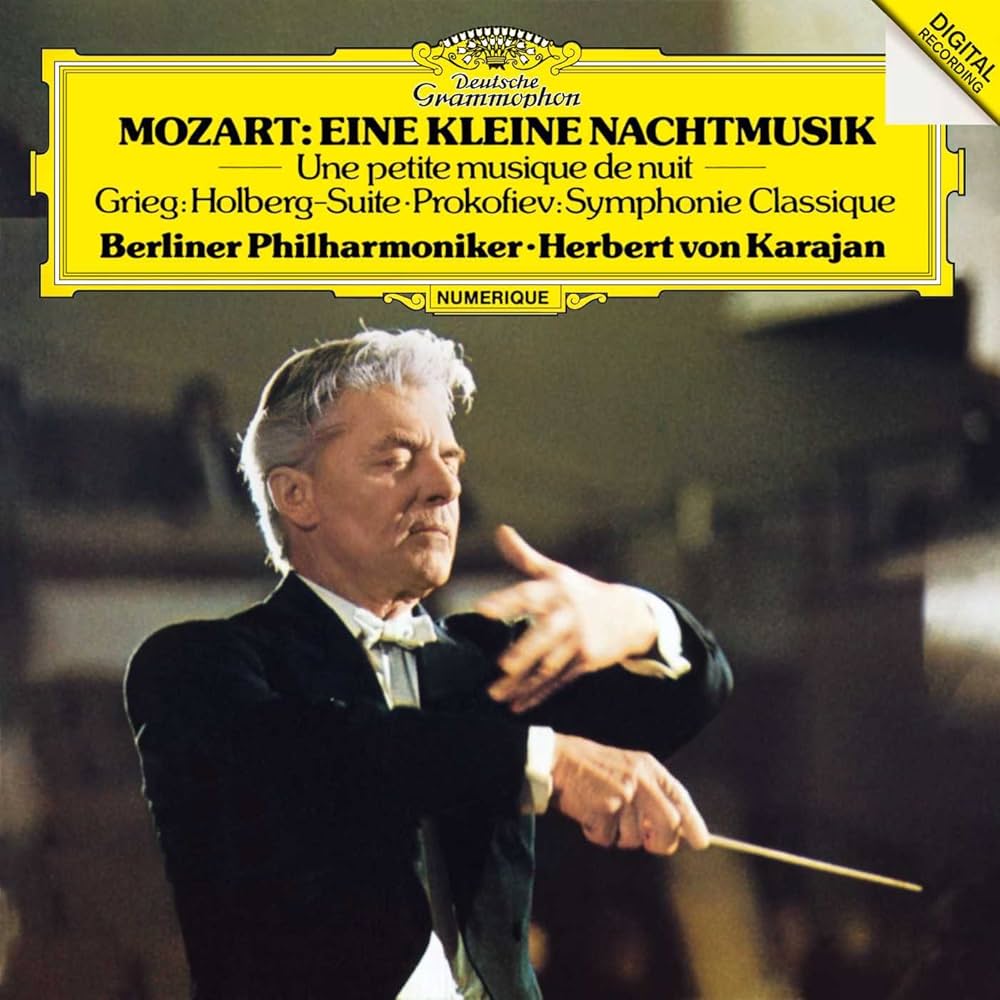 DIGITAL
RECORDING
Deutsche
Grammophon
MOZART: EINE KLEINE NACHTMUSIK
Une petite musique de nuit
Grieg: Holberg-Suite · Prokofiev: Symphonie Classique
Berliner Philharmoniker · Herbert von Karajan
NUMERIQUE